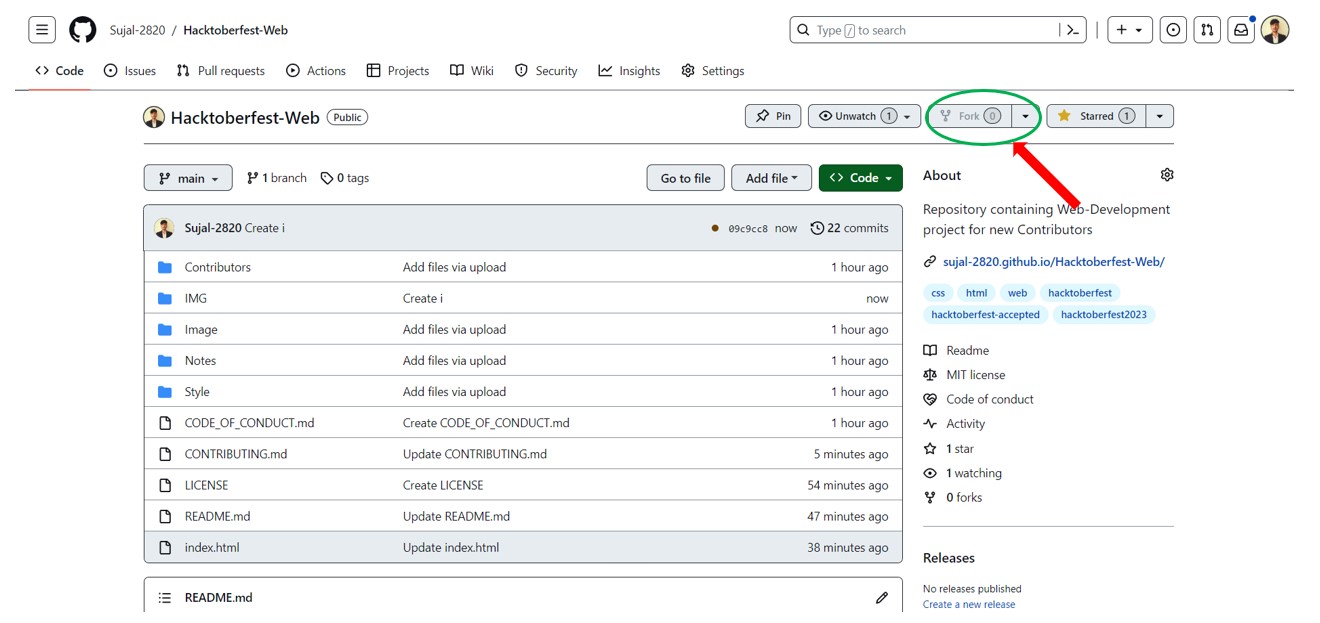 Sujal-2820 / Hacktoberfest-Web
Type / to search
Code Issues Pull requests Actions Projects Wiki Security Insights Settings
Hacktoberfest-Web Public
Pin Unwatch 1 Fork 0 Starred 1
main 1 branch 0 tags Go to file Add file Code
Sujal-2820 Create i 09c9cc8 now 22 commits
Contributors Add files via upload 1 hour ago
IMG Create i now
Image Add files via upload 1 hour ago
Notes Add files via upload 1 hour ago
Style Add files via upload 1 hour ago
CODE_OF_CONDUCT.md Create CODE_OF_CONDUCT.md 1 hour ago
CONTRIBUTING.md Update CONTRIBUTING.md 5 minutes ago
LICENSE Create LICENSE 54 minutes ago
README.md Update README.md 47 minutes ago
index.html Update index.html 38 minutes ago
README.md
About
Repository containing Web-Development
project for new Contributors
sujal-2820.github.io/Hacktoberfest-Web/
css html web hacktoberfest
hacktoberfest-accepted hacktoberfest2023
Readme
MIT license
Code of conduct
Activity
1 star
1 watching
0 forks
Releases
No releases published
Create a new release